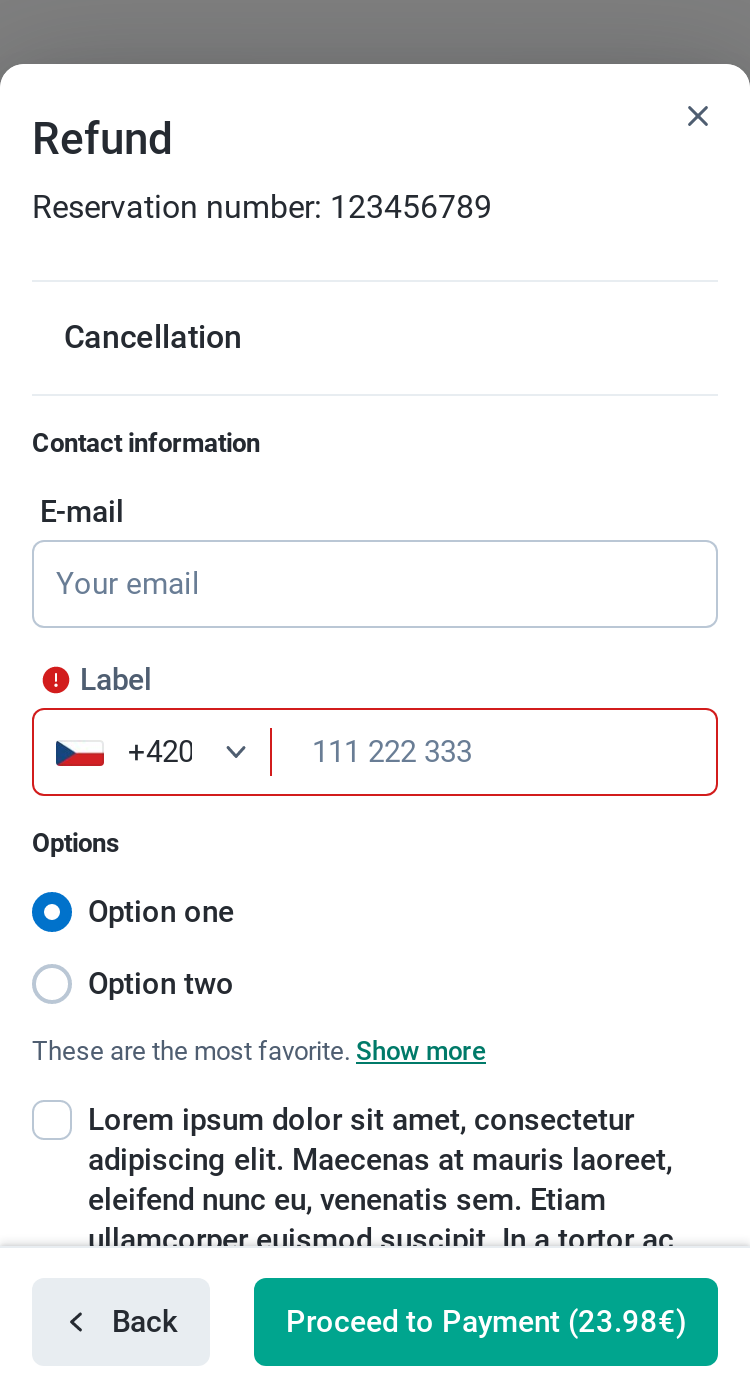 Refund
Reservation number: 123456789
Cancellation
Contact information
E-mail
Your email
Label
+420 111 222 333
Options
Option one
Option two
These are the most favorite. Show more
Lorem ipsum dolor sit amet, consectetur
adipiscing elit. Maecenas at mauris laoreet,
eleifend nunc eu, venenatis sem. Etiam
ullamcorper euismod suscipit. In a tortor ac
Back
Proceed to Payment (23.98€)